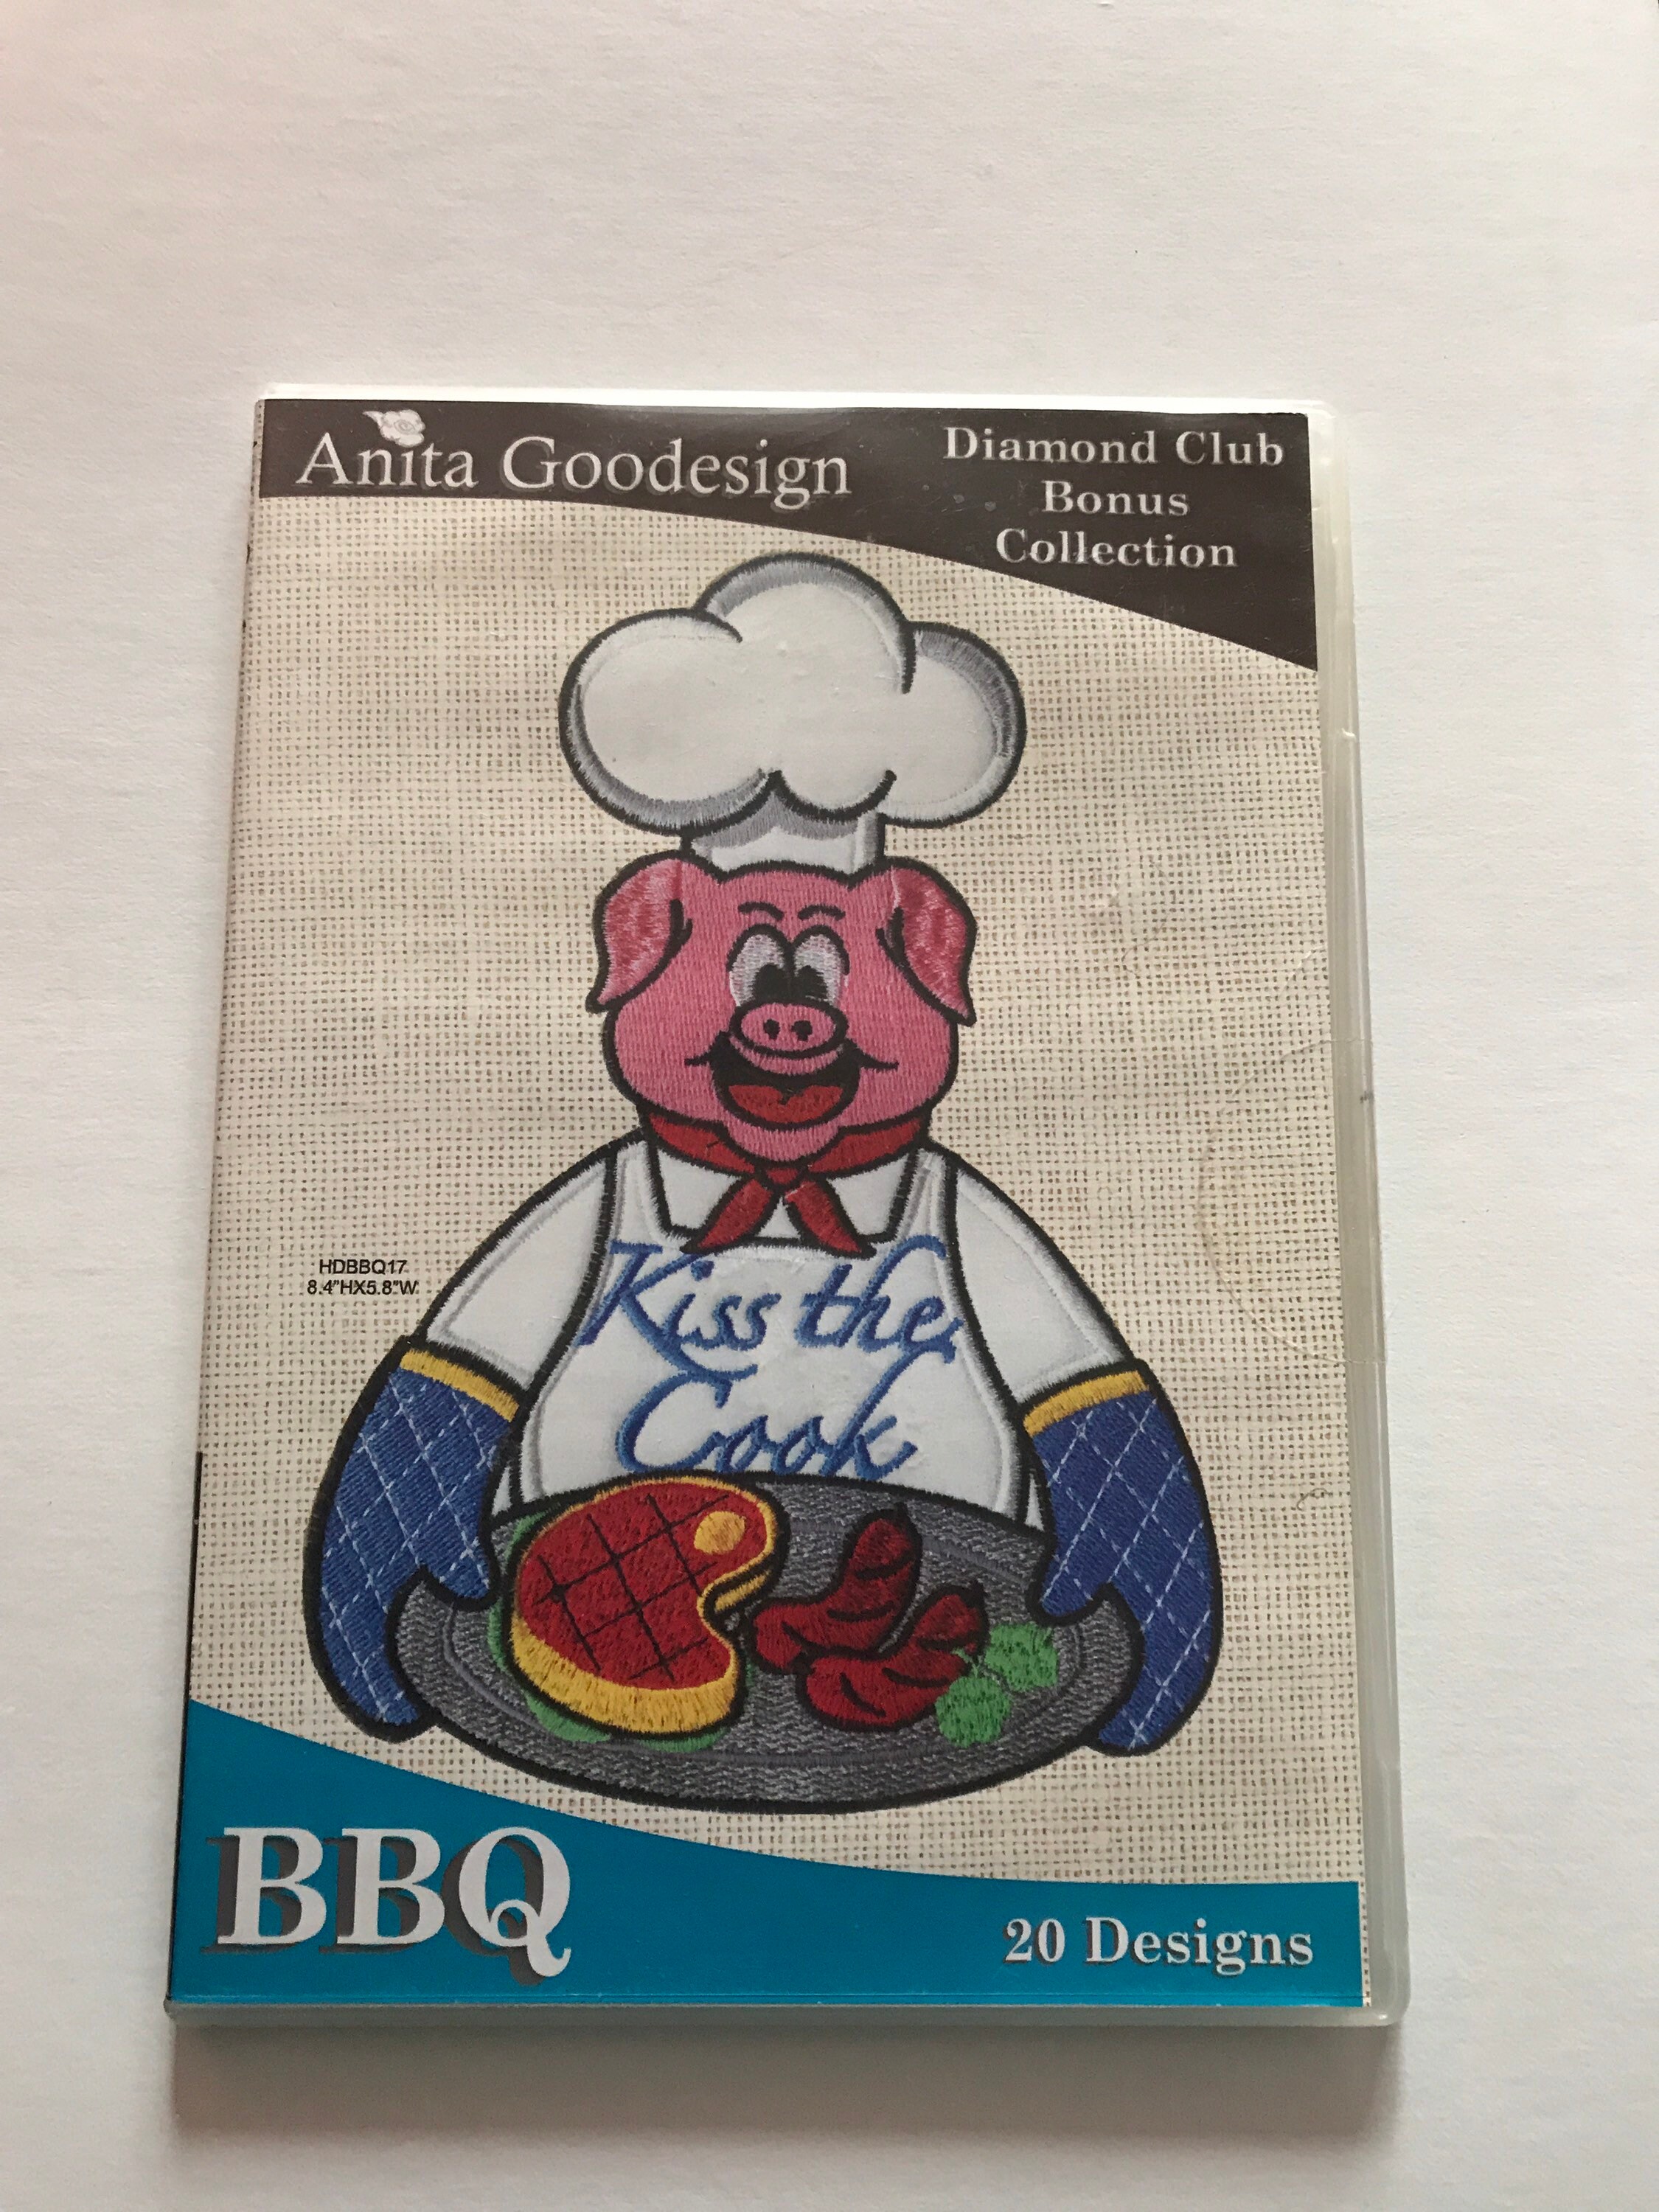 Anita Goodesign
Diamond Club
Bonus
Collection
HDBBQ17
8.4"HX5.8"W
Kiss the
Cook
BBQ
20 Designs